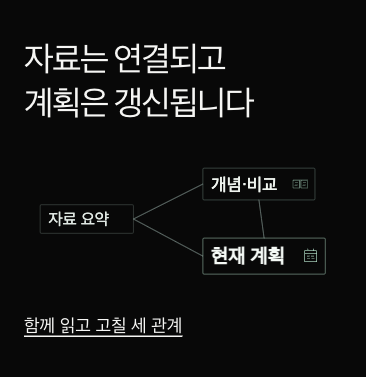 자료는 연결되고
계획은 갱신됩니다
개념·비교
자료 요약
현재 계획
함께 읽고 고칠 세 관계